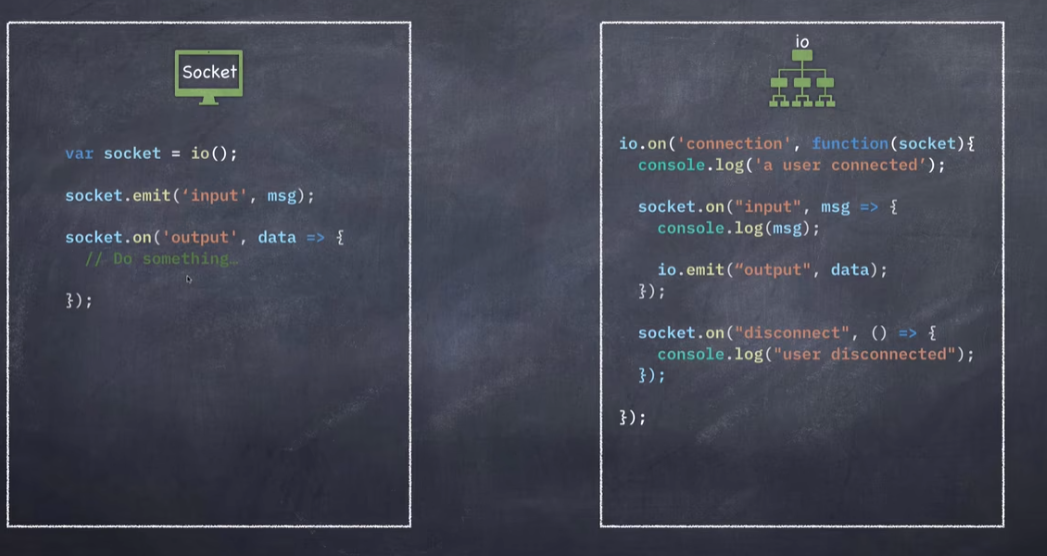 Socket
var socket = io();
socket.emit(‘input', msg);
socket.on('output', data => {
// Do something…
});
io
io.on('connection', function(socket){
console.log('a user connected’);
socket.on("input", msg => {
console.log(msg);
io.emit(“output", data);
});
socket.on("disconnect", () => {
console.log("user disconnected");
});
});